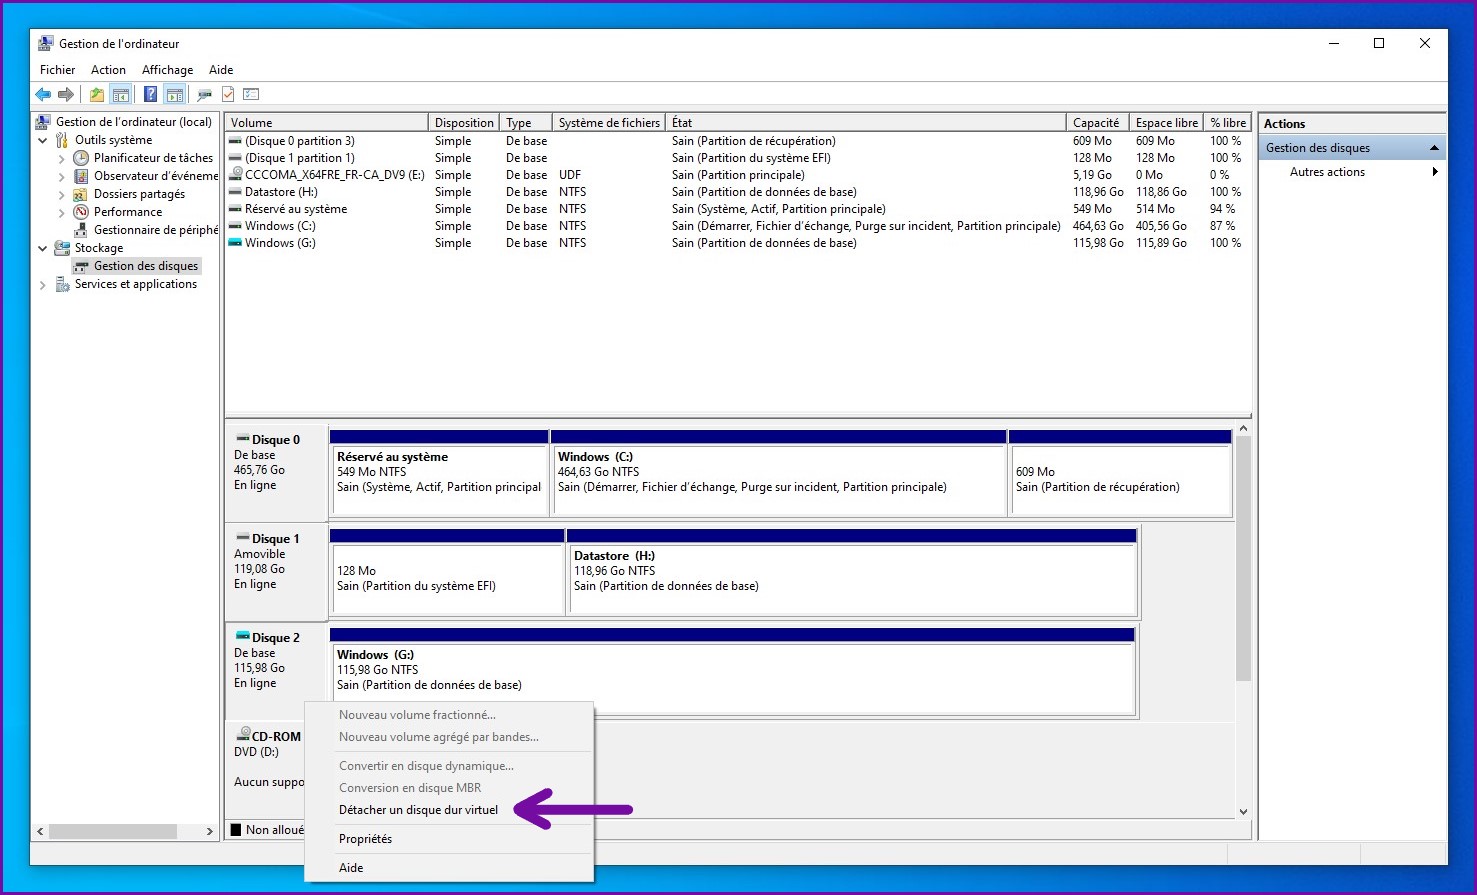 Gestion de l'ordinateur
Fichier Action Affichage Aide
Gestion de l'ordinateur (local)
Outils système
Planificateur de tâches
Observateur d'événeme
Dossiers partagés
Performance
Gestionnaire de périphé
Stockage
Gestion des disques
Services et applications
Volume Disposition Type Système de fichiers État Capacité Espace libre % libre
(Disque 0 partition 3) Simple De base Sain (Partition de récupération) 609 Mo 609 Mo 100 %
(Disque 1 partition 1) Simple De base Sain (Partition du système EFI) 128 Mo 128 Mo 100 %
CCCOMA_X64FRE_FR-CA_DV9 (E:) Simple De base UDF Sain (Partition principale) 5,19 Go 0 Mo 0 %
Datastore (H:) Simple De base NTFS Sain (Partition de données de base) 118,96 Go 118,86 Go 100 %
Réservé au système Simple De base NTFS Sain (Système, Actif, Partition principale) 549 Mo 514 Mo 94 %
Windows (C:) Simple De base NTFS Sain (Démarrer, Fichier d'échange, Purge sur incident, Partition principale) 464,63 Go 405,56 Go 87 %
Windows (G:) Simple De base NTFS Sain (Partition de données de base) 115,98 Go 115,89 Go 100 %
Actions
Gestion des disques
Autres actions
Disque 0
De base
465,76 Go
En ligne
Réservé au système
549 Mo NTFS
Sain (Système, Actif, Partition principal
Windows (C:)
464,63 Go NTFS
Sain (Démarrer, Fichier d'échange, Purge sur incident, Partition principale)
609 Mo
Sain (Partition de récupération)
Disque 1
Amovible
119,08 Go
En ligne
128 Mo
Sain (Partition du système EFI)
Datastore (H:)
118,96 Go NTFS
Sain (Partition de données de base)
Disque 2
De base
115,98 Go
En ligne
Windows (G:)
115,98 Go NTFS
Sain (Partition de données de base)
CD-ROM
DVD (D:)
Aucun suppo
Non alloué
Nouveau volume fractionné...
Nouveau volume agrégé par bandes...
Convertir en disque dynamique...
Conversion en disque MBR
Détacher un disque dur virtuel
Propriétés
Aide